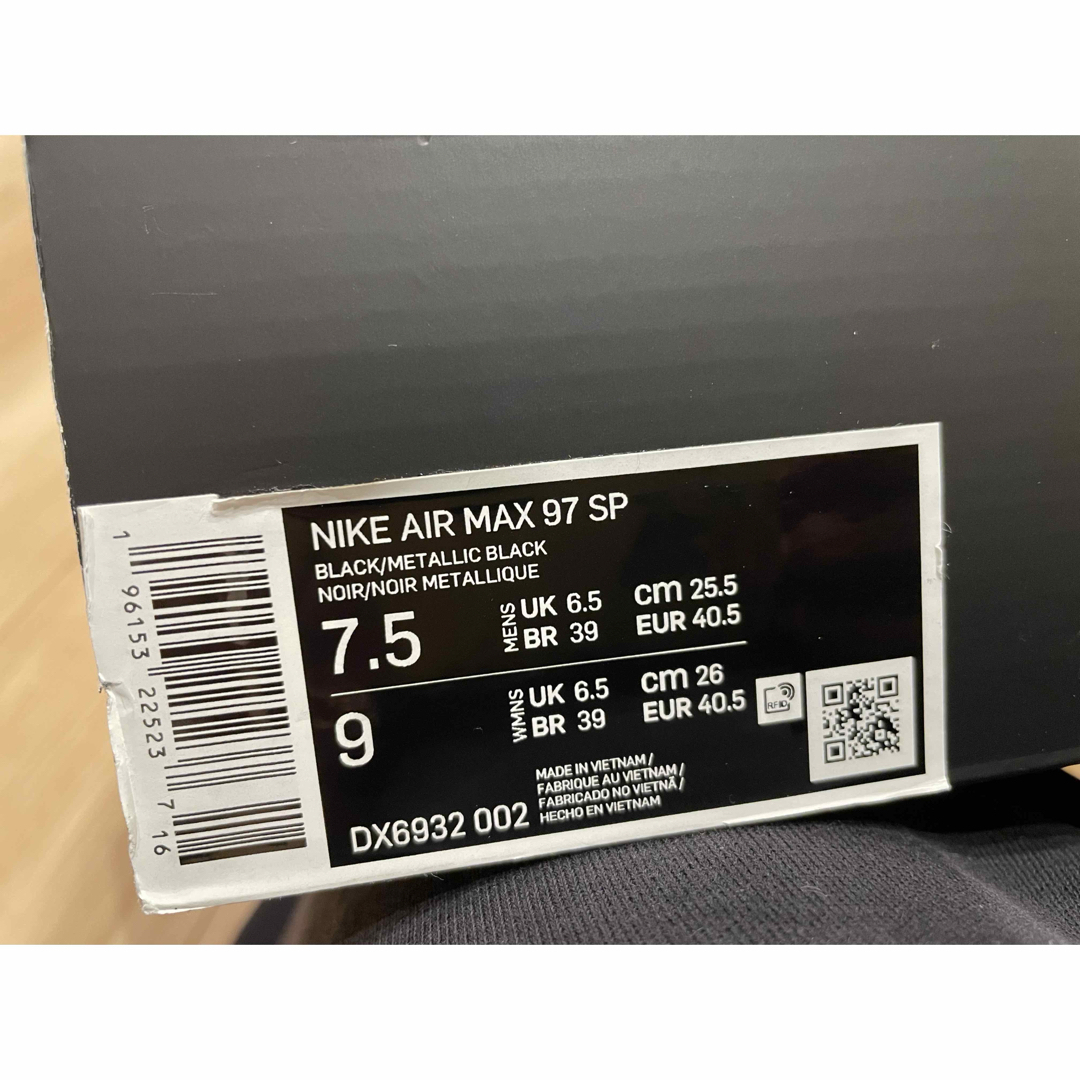 NIKE AIR MAX 97 SP
BLACK/METALLIC BLACK
NOIR/NOIR METALLIQUE
7.5 MENS UK 6.5 cm 25.5
BR 39 EUR 40.5
9 WMNS UK 6.5 cm 26
BR 39 EUR 40.5
RFID
MADE IN VIETNAM/
FABRIQUE AU VIETNAM/
FABRICADO NO VIETNÃ/
HECHO EN VIETNAM
DX6932 002
1 96153 22523 7 16